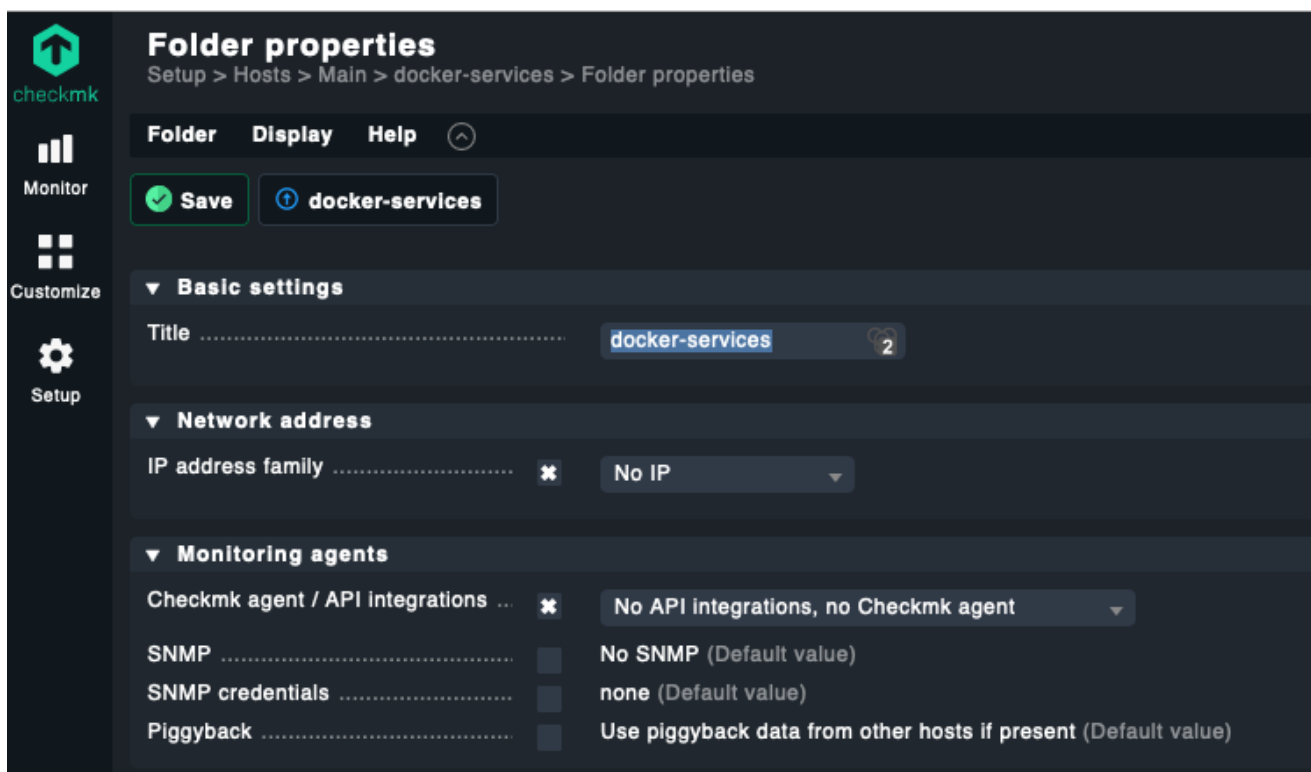 checkmk
Monitor
Customize
Setup
Folder properties
Setup > Hosts > Main > docker-services > Folder properties
Folder Display Help
Save docker-services
Basic settings
Title docker-services 2
Network address
IP address family No IP
Monitoring agents
Checkmk agent / API integrations ... No API integrations, no Checkmk agent
SNMP No SNMP (Default value)
SNMP credentials none (Default value)
Piggyback Use piggyback data from other hosts if present (Default value)